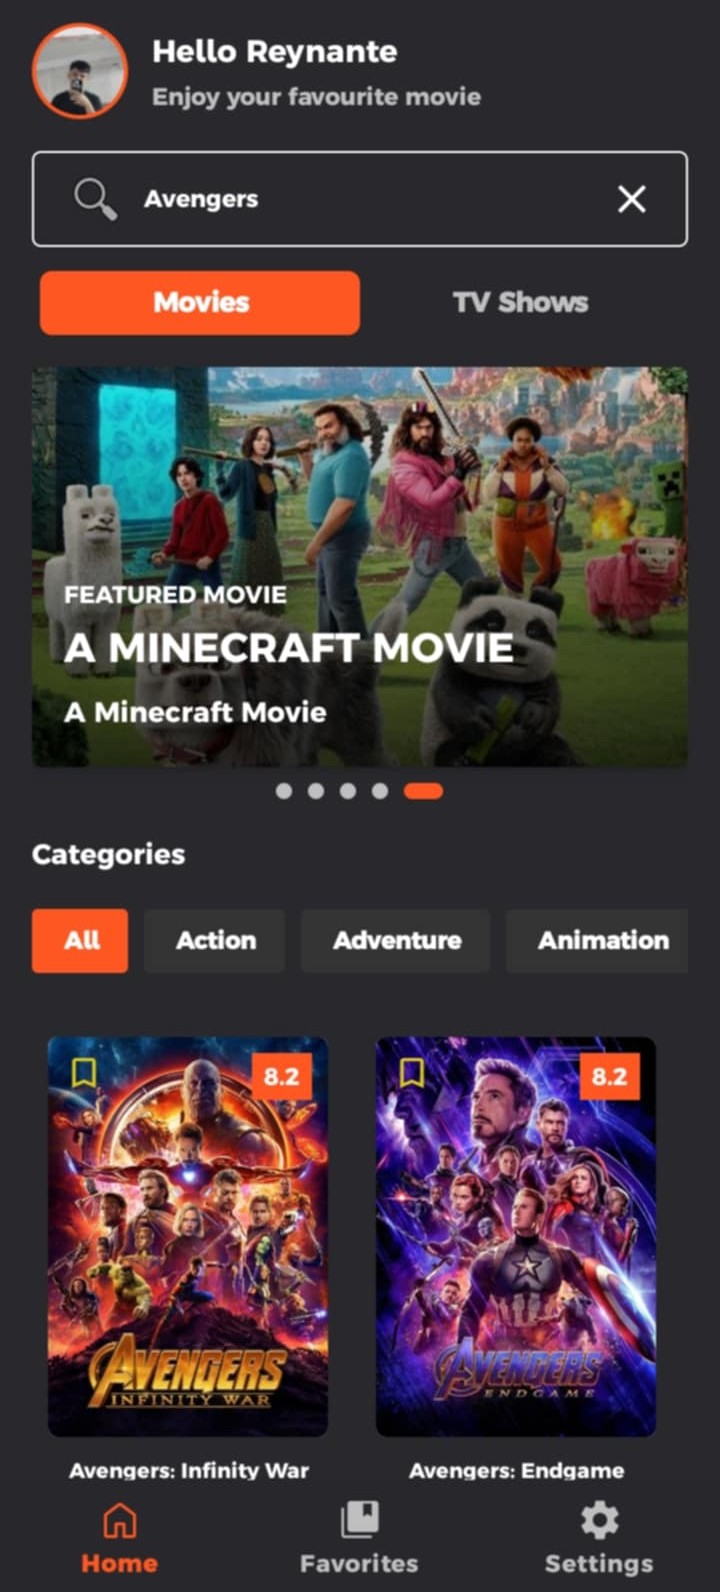 Hello Reynante
Enjoy your favourite movie
Avengers
Movies
TV Shows
FEATURED MOVIE
A MINECRAFT MOVIE
A Minecraft Movie
Categories
All
Action
Adventure
Animation
8.2
8.2
AVENGERS
INFINITY WAR
AVENGERS
ENDGAME
Avengers: Infinity War
Avengers: Endgame
Home
Favorites
Settings